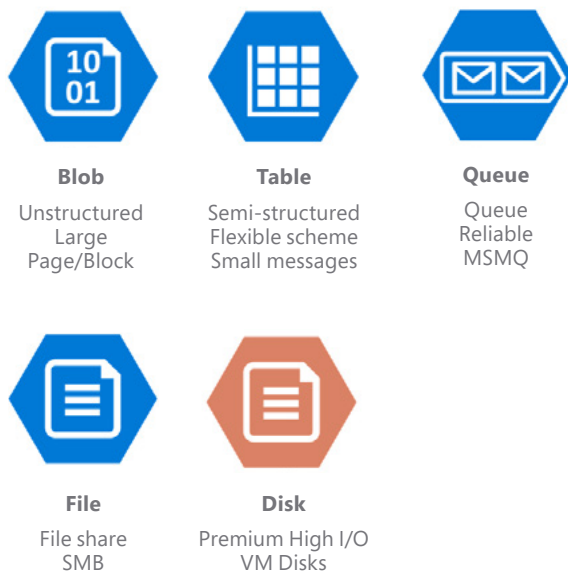 10
01
Blob
Unstructured
Large
Page/Block
Table
Semi-structured
Flexible scheme
Small messages
Queue
Queue
Reliable
MSMQ
File
File share
SMB
Disk
Premium High I/O
VM Disks